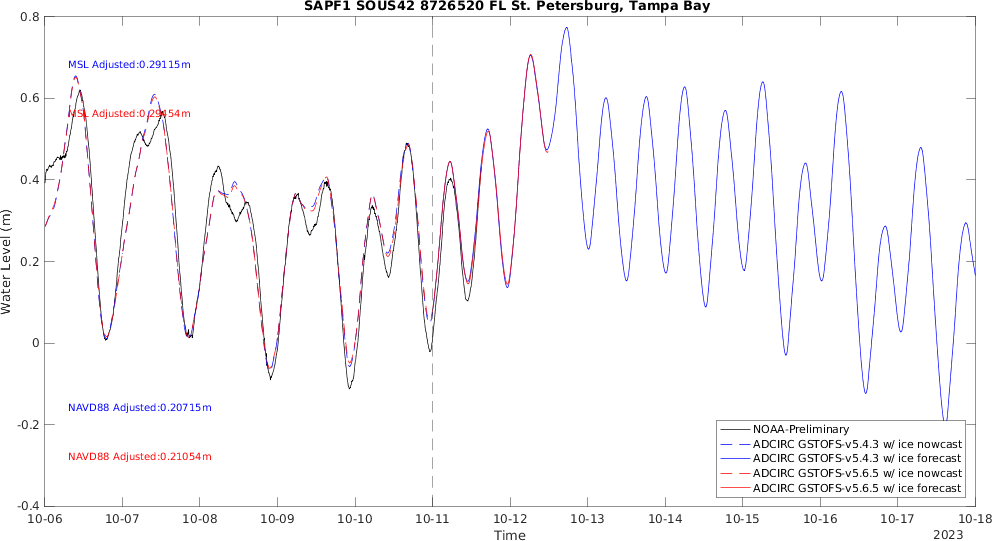 SAPF1 SOUS42 8726520 FL St. Petersburg, Tampa Bay
0.8
0.6
0.4
0.2
0
-0.2
-0.4
Water Level (m)
MSL Adjusted:0.29115m
MSL Adjusted:0.29454m
NAVD88 Adjusted:0.20715m
NAVD88 Adjusted:0.21054m
NOAA-Preliminary
ADCIRC GSTOFS-v5.4.3 w/ ice nowcast
ADCIRC GSTOFS-v5.4.3 w/ ice forecast
ADCIRC GSTOFS-v5.6.5 w/ ice nowcast
ADCIRC GSTOFS-v5.6.5 w/ ice forecast
10-06 10-07 10-08 10-09 10-10 10-11 10-12 10-13 10-14 10-15 10-16 10-17 10-18
Time
2023